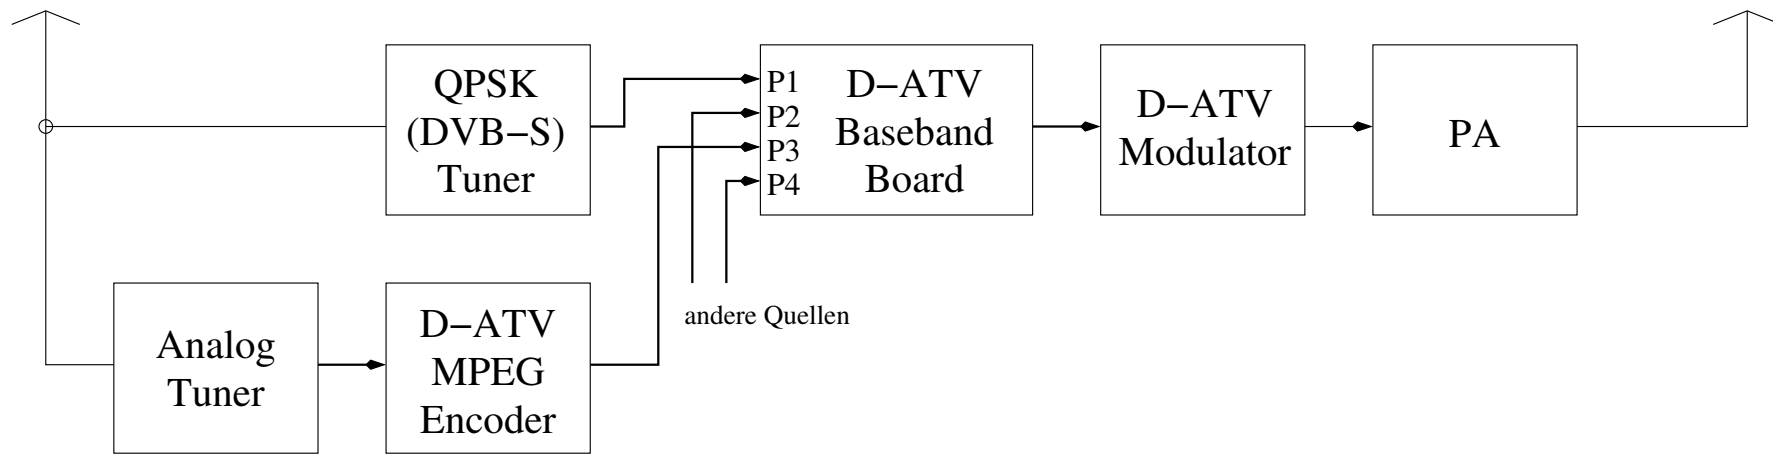 QPSK
(DVB–S)
Tuner
P1
P2
P3
P4
D–ATV
Baseband
Board
D–ATV
Modulator
PA
andere Quellen
Analog
Tuner
D–ATV
MPEG
Encoder